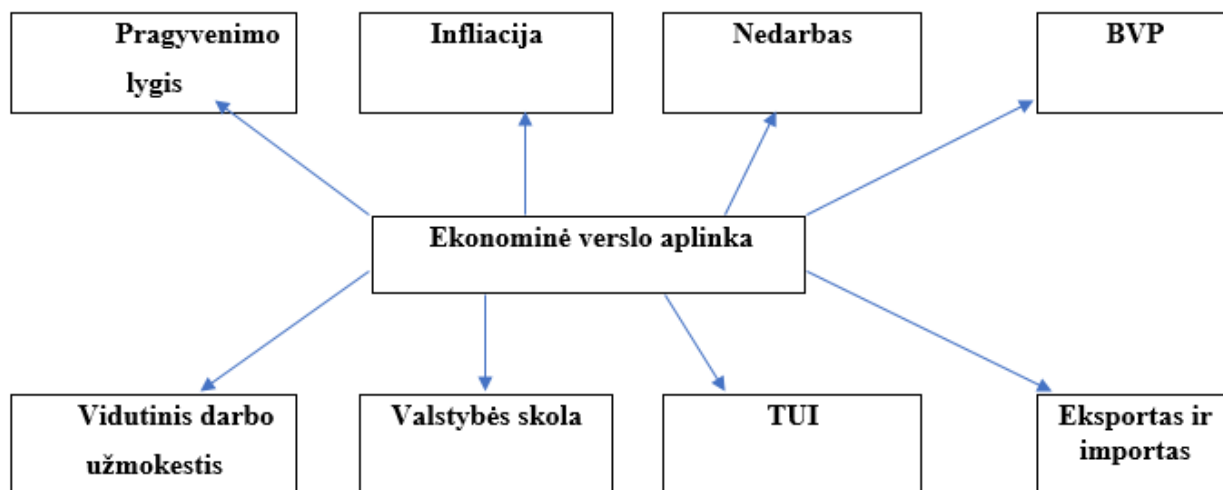 Pragyvenimo
lygis
Infliacija
Nedarbas
BVP
Ekonominė verslo aplinka
Vidutinis darbo
užmokestis
Valstybės skola
TUI
Eksportas ir
importas